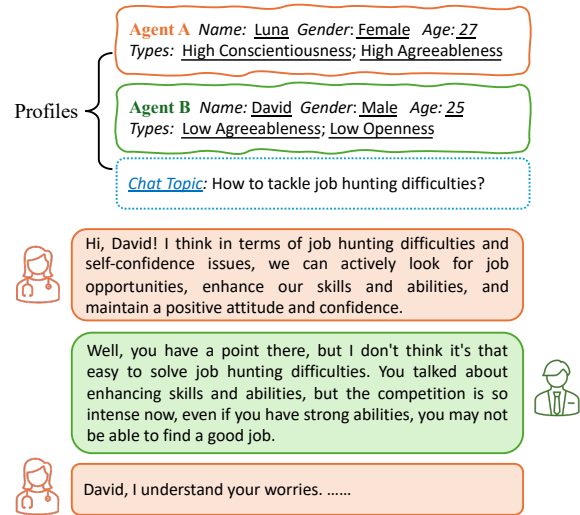 Agent A Name: Luna Gender: Female Age: 27
Types: High Conscientiousness; High Agreeableness
Profiles
Agent B Name: David Gender: Male Age: 25
Types: Low Agreeableness; Low Openness
Chat Topic: How to tackle job hunting difficulties?
Hi, David! I think in terms of job hunting difficulties and
self-confidence issues, we can actively look for job
opportunities, enhance our skills and abilities, and
maintain a positive attitude and confidence.
Well, you have a point there, but I don't think it's that
easy to solve job hunting difficulties. You talked about
enhancing skills and abilities, but the competition is so
intense now, even if you have strong abilities, you may not
be able to find a good job.
David, I understand your worries. ......